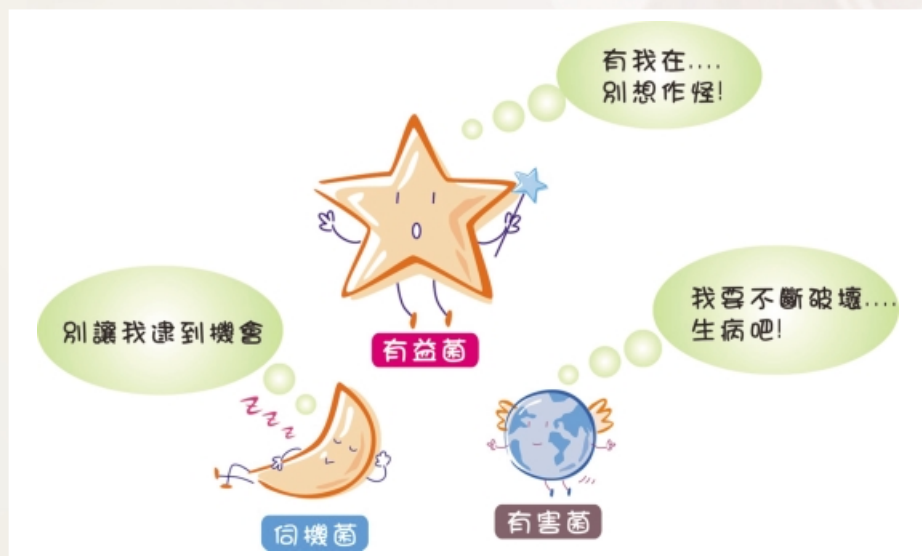 有我在....
別想作怪!
有益菌
別讓我逮到機會
zzz
伺機菌
我要不斷破壞....
生病吧!
有害菌